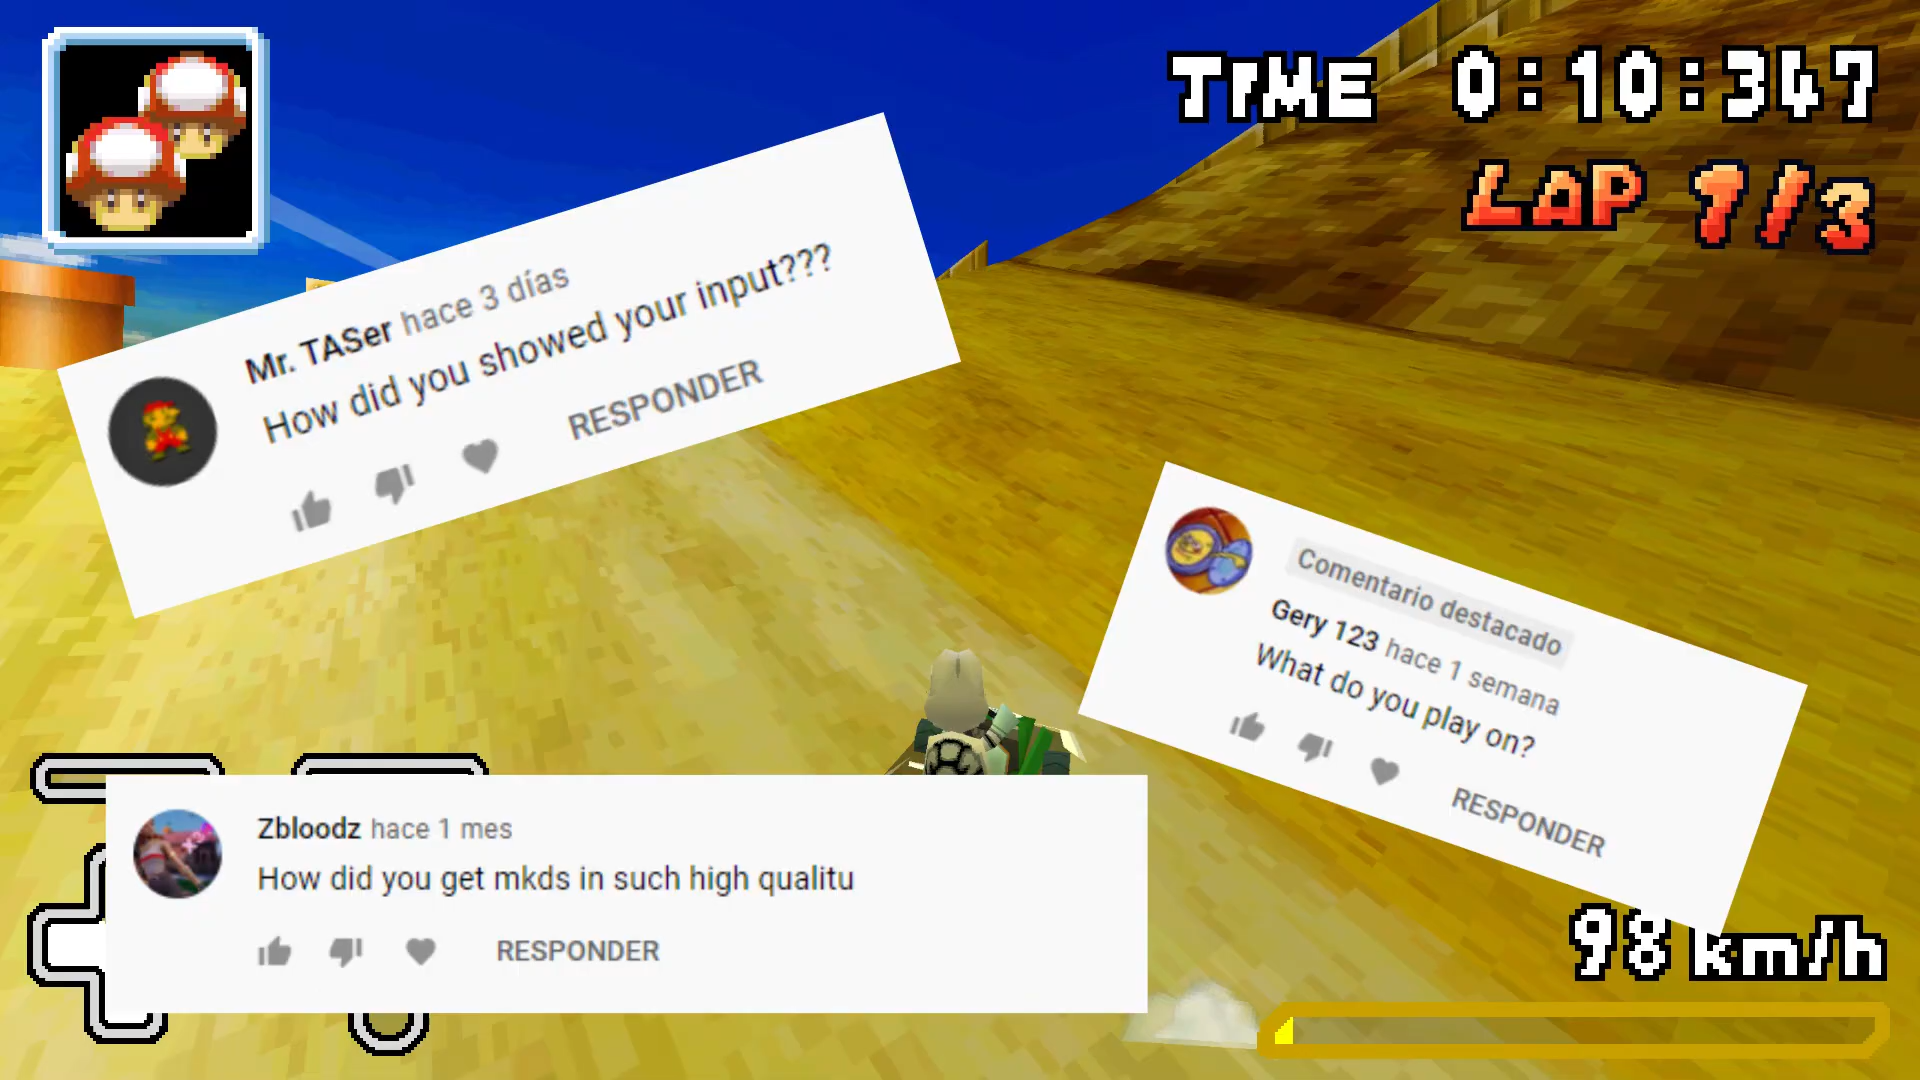 TIME 0:10:347
LAP 1/3
Mr. TASer hace 3 días
How did you showed your input???
RESPONDER
Comentario destacado
Gery 123 hace 1 semana
What do you play on?
RESPONDER
Zbloodz hace 1 mes
How did you get mkds in such high qualitu
RESPONDER
98 km/h